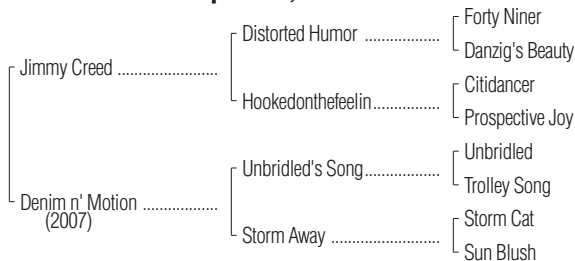 Forty Niner
Distorted Humor ..................
Danzig's Beauty
Jimmy Creed ........................
Citidancer
Hookedonthefeelin................
Prospective Joy
Unbridled
Unbridled's Song..................
Trolley Song
Denim n' Motion ..................
(2007)
Storm Cat
Storm Away ..........................
Sun Blush